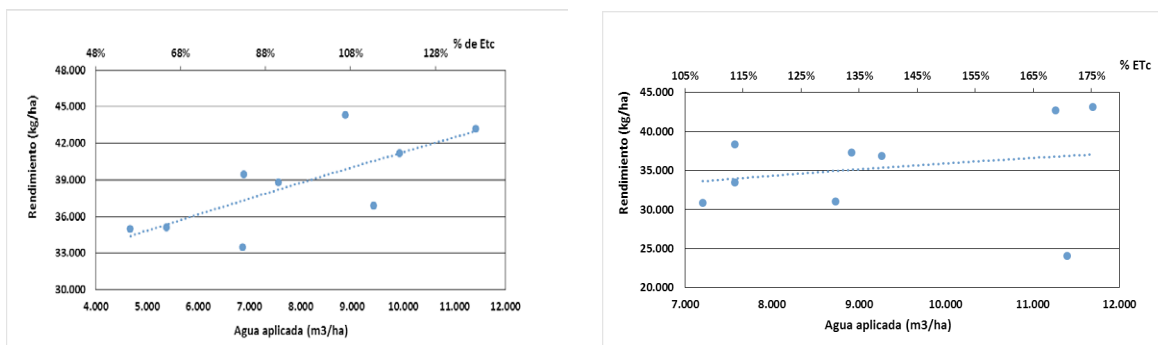 % de Etc
48% 68% 88% 108% 128%
48.000
45.000
42.000
39.000
36.000
33.000
30.000
Rendimiento (kg/ha)
4.000 5.000 6.000 7.000 8.000 9.000 10.000 11.000 12.000
Agua aplicada (m3/ha)
% ETc
105% 115% 125% 135% 145% 155% 165% 175%
45.000
40.000
35.000
30.000
25.000
20.000
Rendimiento (kg/ha)
7.000 8.000 9.000 10.000 11.000 12.000
Agua aplicada (m3/ha)